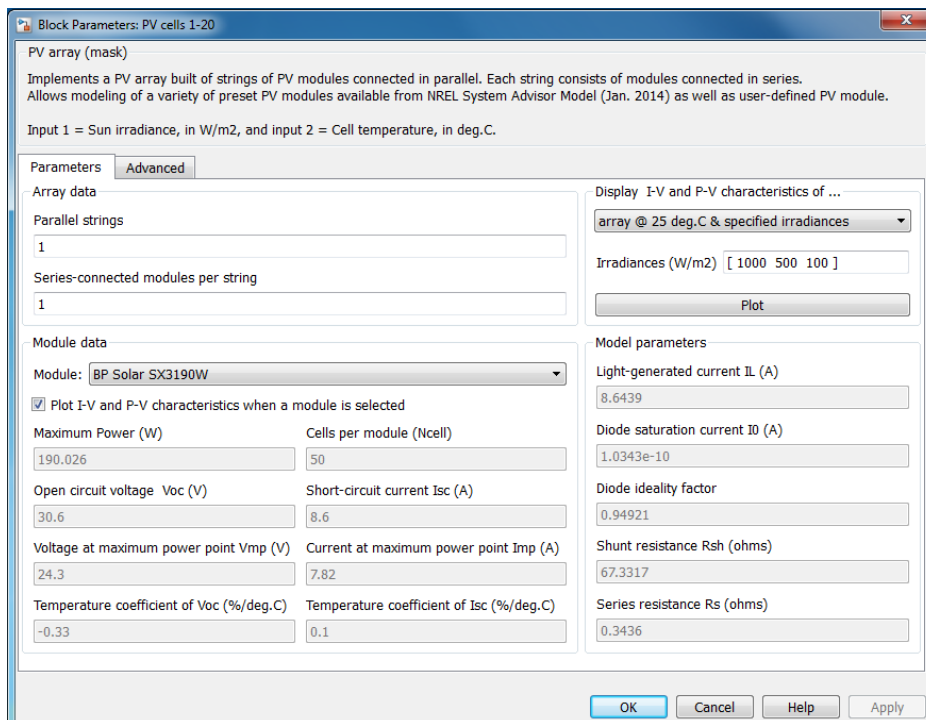 Block Parameters: PV cells 1-20
PV array (mask)
Implements a PV array built of strings of PV modules connected in parallel. Each string consists of modules connected in series.
Allows modeling of a variety of preset PV modules available from NREL System Advisor Model (Jan. 2014) as well as user-defined PV module.
Input 1 = Sun irradiance, in W/m2, and input 2 = Cell temperature, in deg.C.
Parameters Advanced
Array data
Parallel strings
1
Series-connected modules per string
1
Display I-V and P-V characteristics of ...
array @ 25 deg.C & specified irradiances
Irradiances (W/m2) [ 1000 500 100 ]
Plot
Module data
Module: BP Solar SX3190W
Plot I-V and P-V characteristics when a module is selected
Maximum Power (W) Cells per module (Ncell)
190.026 50
Open circuit voltage Voc (V) Short-circuit current Isc (A)
30.6 8.6
Voltage at maximum power point Vmp (V) Current at maximum power point Imp (A)
24.3 7.82
Temperature coefficient of Voc (%/deg.C) Temperature coefficient of Isc (%/deg.C)
-0.33 0.1
Model parameters
Light-generated current IL (A)
8.6439
Diode saturation current I0 (A)
1.0343e-10
Diode ideality factor
0.94921
Shunt resistance Rsh (ohms)
67.3317
Series resistance Rs (ohms)
0.3436
OK Cancel Help Apply